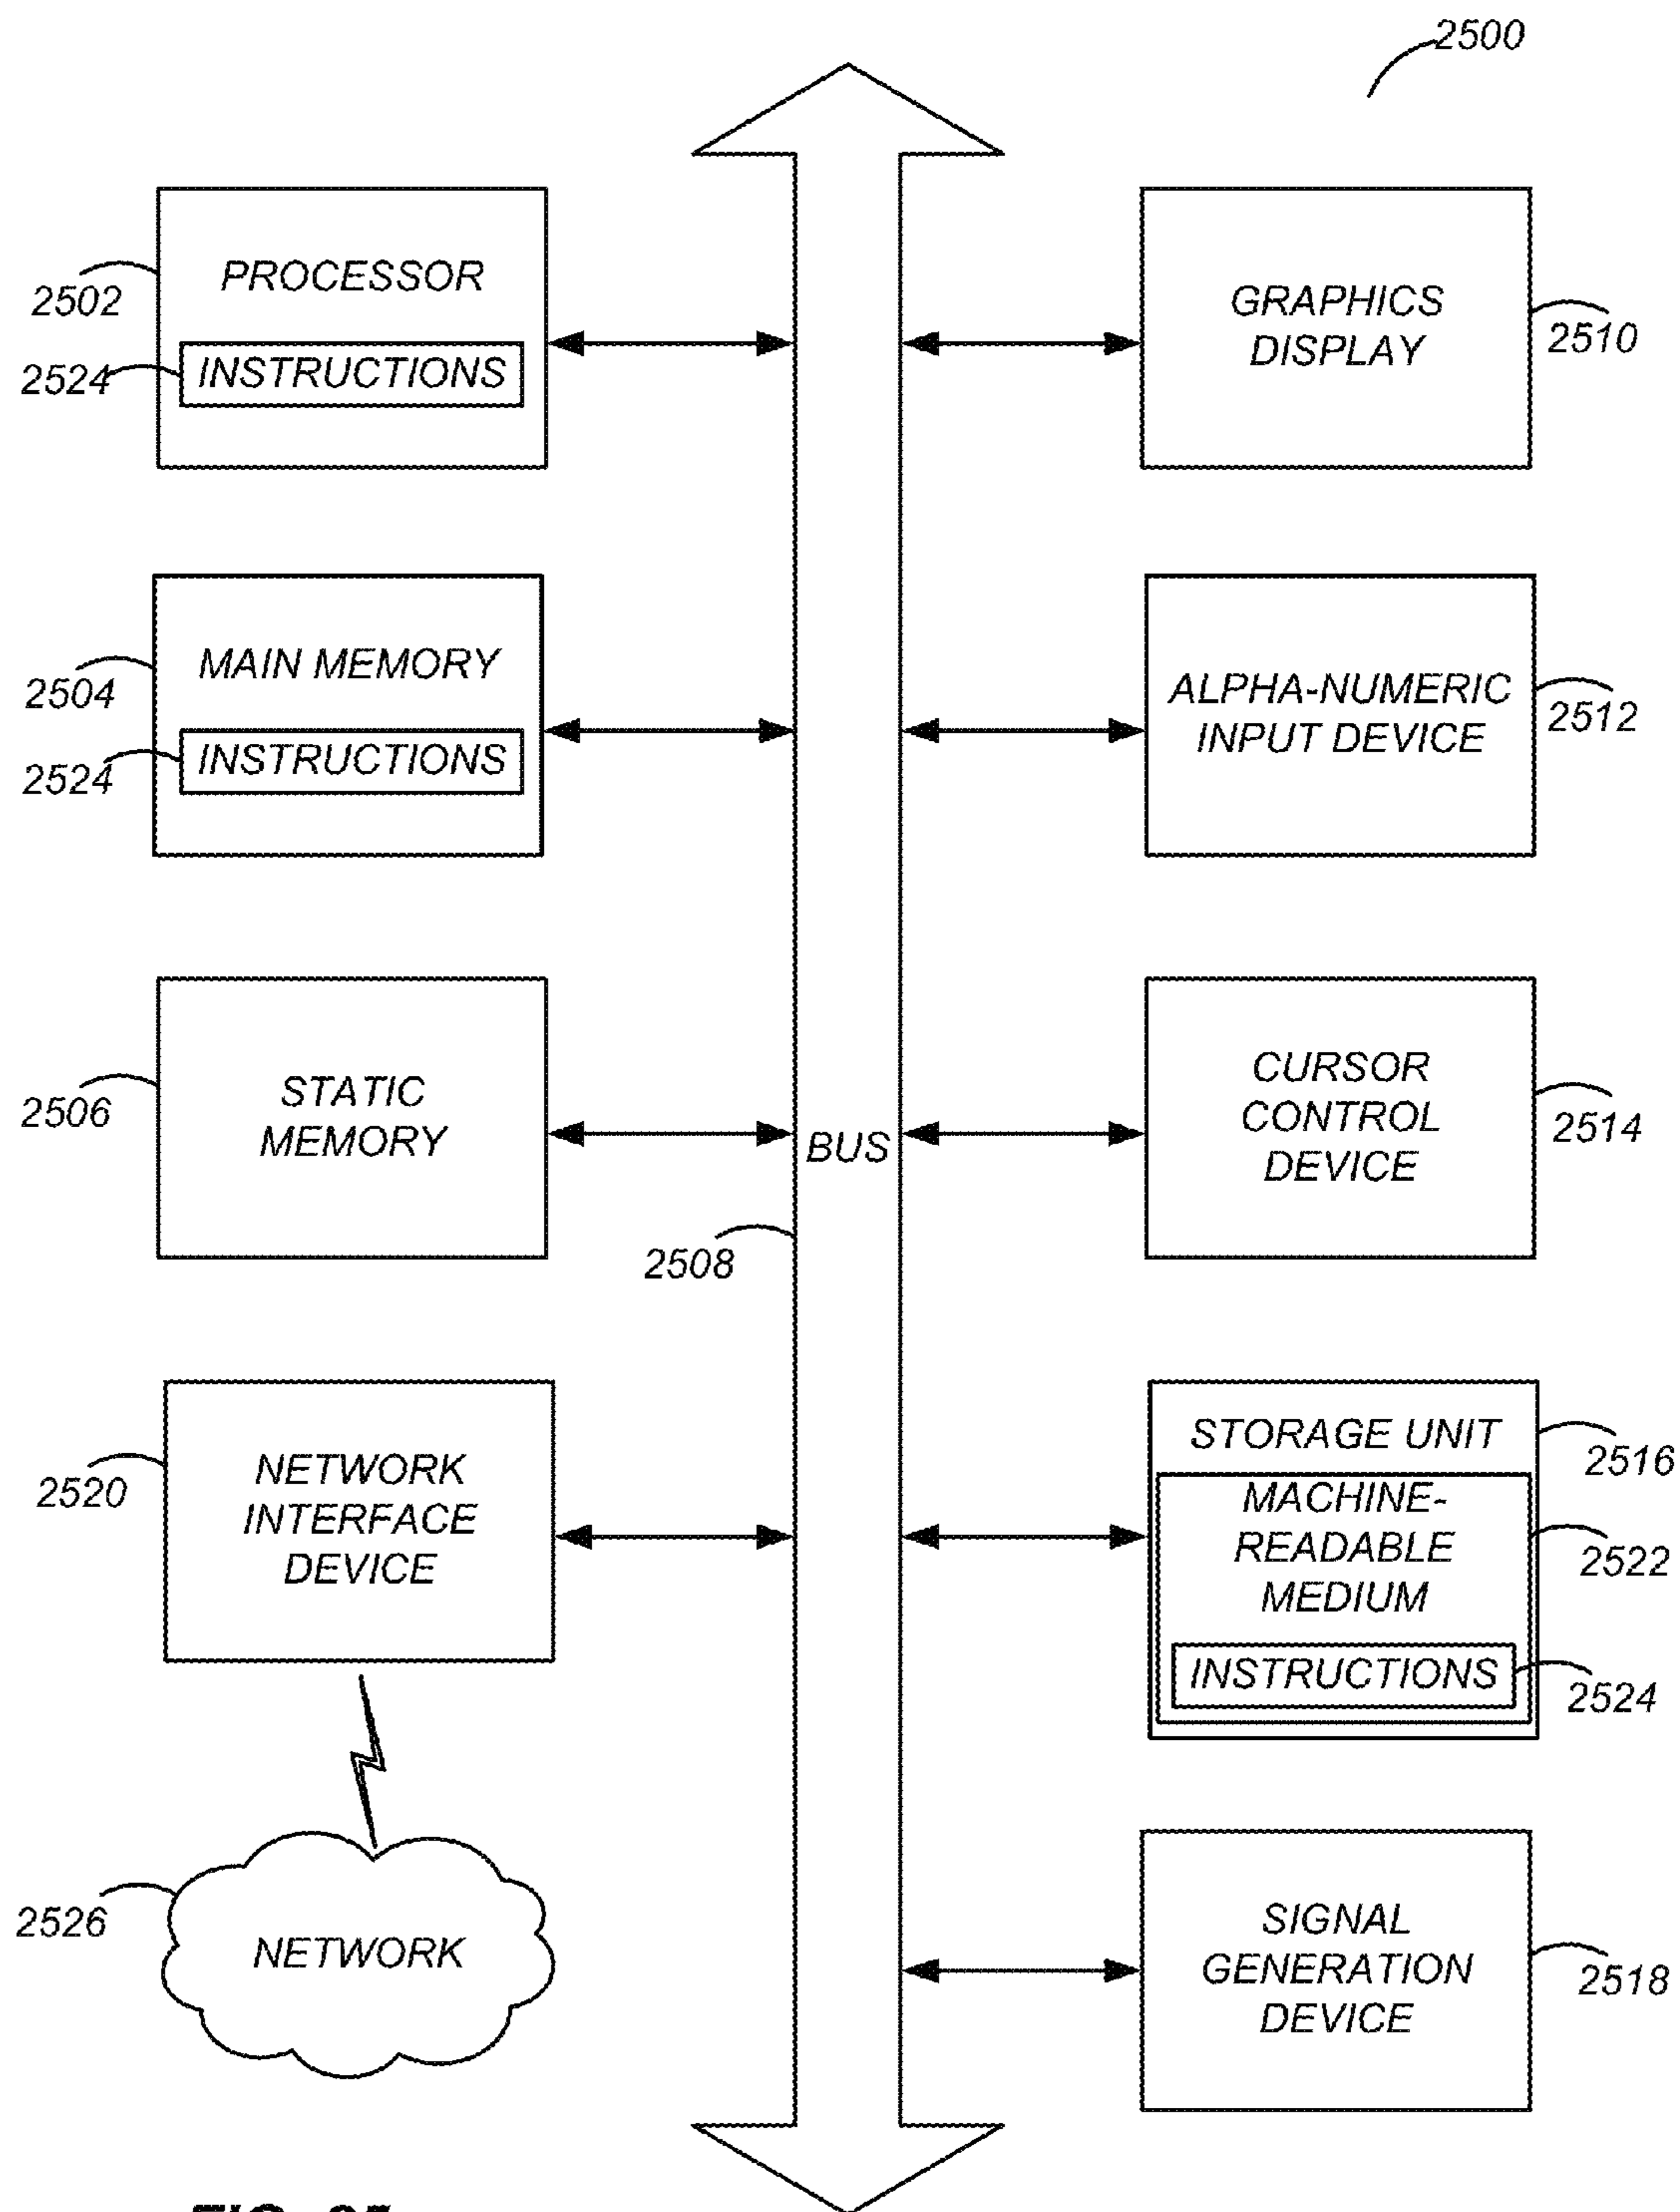 2500
PROCESSOR
2502
INSTRUCTIONS
2524
GRAPHICS
DISPLAY
2510
MAIN MEMORY
2504
INSTRUCTIONS
2524
ALPHA-NUMERIC
INPUT DEVICE
2512
STATIC
MEMORY
2506
BUS
2508
CURSOR
CONTROL
DEVICE
2514
NETWORK
INTERFACE
DEVICE
2520
STORAGE UNIT
2516
MACHINE-
READABLE
MEDIUM
2522
INSTRUCTIONS
2524
NETWORK
2526
SIGNAL
GENERATION
DEVICE
2518